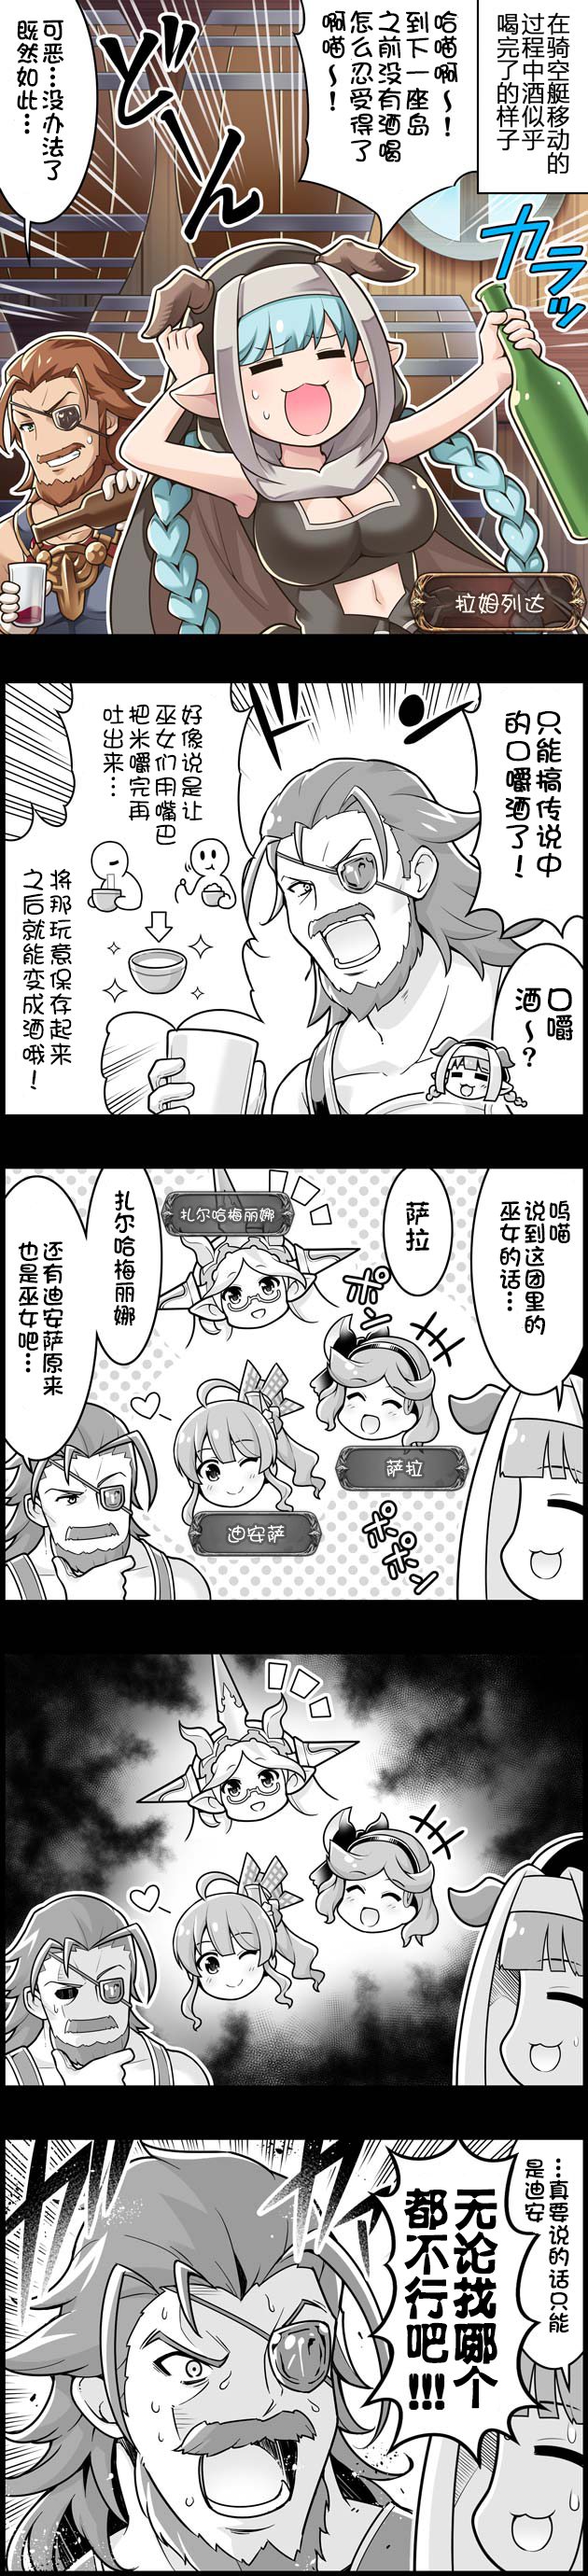 在骑空艇移动的
过程中酒似乎
喝完了的样子
哈喵啊～！
到下一座岛
之前没有酒喝
怎么忍受得了
啊喵～！
可恶…没办法了
既然如此…
カラッ
どーん
拉姆列达
只能搞传说中
的口嚼酒了！
ドン
好像说是让
巫女们用嘴巴
把米嚼完再
吐出来…
将那玩意保存起来
之后就能变成酒哦！
口嚼
酒～？
呜喵
说到这团里的
巫女的话…
萨拉
扎尔哈梅丽娜
扎尔哈梅丽娜
还有迪安萨原来
也是巫女吧…
ポン
萨拉
迪安萨
ポポン
…真要说的话只能
是迪安
无论找哪个
都不行吧!!!